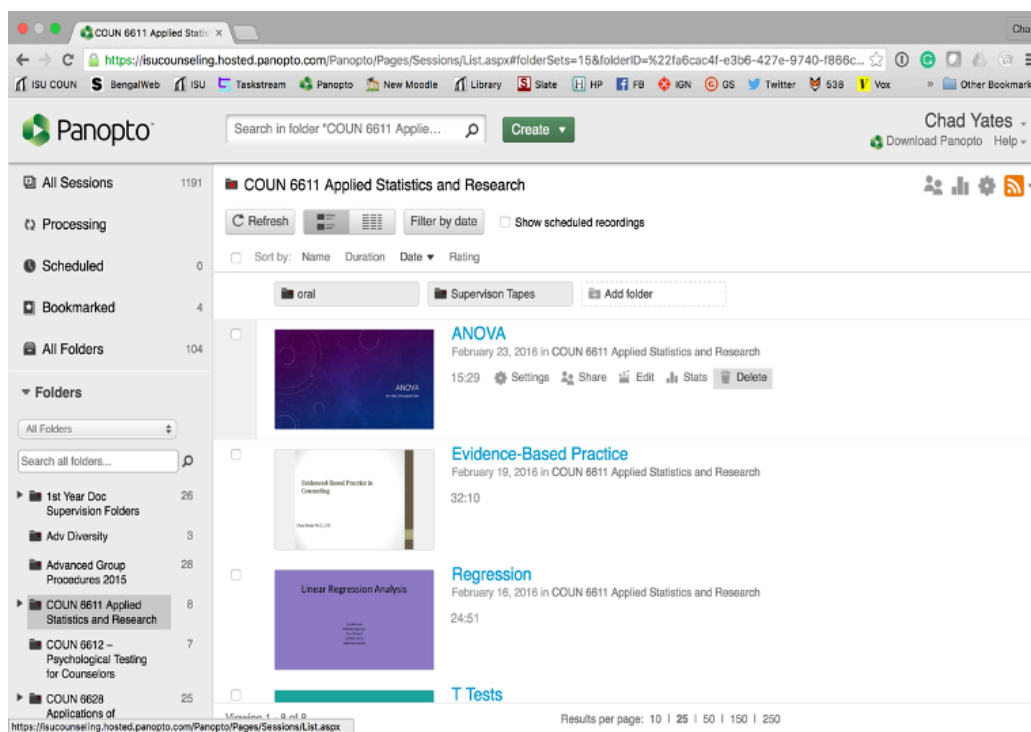 COUN 6611 Applied Statis ×
Cha
https://isucounseling.hosted.panopto.com/Panopto/Pages/Sessions/List.aspx#folderSets=15&folderID=%22fa6cac4f-e3b6-427e-9740-f866c...
ISU COUN S BengalWeb ISU Taskstream Panopto New Moodle Library S Slate H HP FB IGN GS Twitter 538 V Vox » Other Bookmark
Panopto
Search in folder "COUN 6611 Applie...
Create
Chad Yates
Download Panopto Help
All Sessions 1191
Processing
Scheduled 0
Bookmarked 4
All Folders 104
Folders
All Folders
Search all folders...
1st Year Doc 26
Supervision Folders
Adv Diversity 3
Advanced Group 28
Procedures 2015
COUN 6611 Applied 8
Statistics and Research
COUN 6612 – 7
Psychological Testing
for Counselors
COUN 6628 25
Applications of
https://isucounseling.hosted.panopto.com/Panopto/Pages/Sessions/List.aspx
COUN 6611 Applied Statistics and Research
Refresh
Filter by date
Show scheduled recordings
Sort by: Name Duration Date Rating
oral
Supervison Tapes
Add folder
ANOVA
ANOVA
February 23, 2016 in COUN 6611 Applied Statistics and Research
15:29 Settings Share Edit Stats Delete
Evidenced-Based Practice in
Counseling
Evidence-Based Practice
February 19, 2016 in COUN 6611 Applied Statistics and Research
32:10
Linear Regression Analysis
Regression
February 16, 2016 in COUN 6611 Applied Statistics and Research
24:51
T Tests
Viewing 1 - 8 of 8
Results per page: 10 | 25 | 50 | 150 | 250